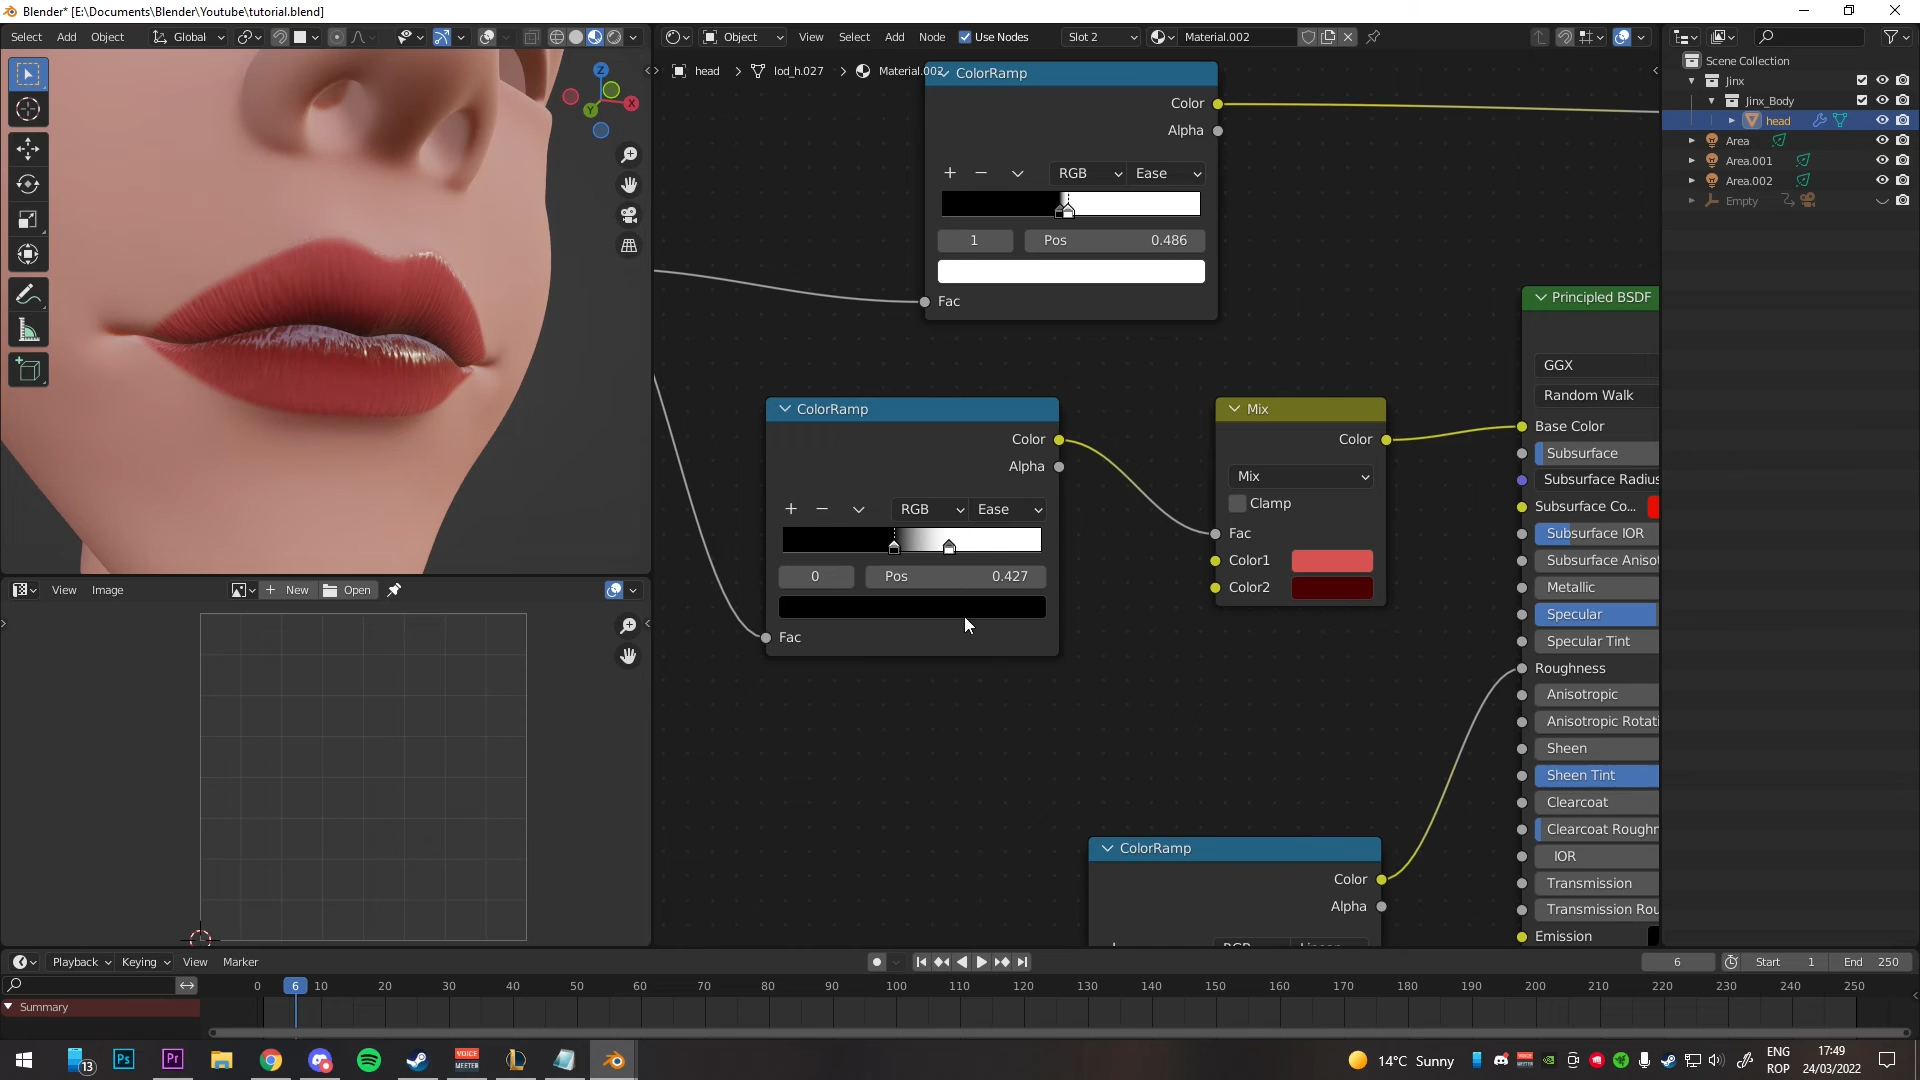 Blender* [E:\Documents\Blender\Youtube\tutorial.blend]
Select Add Object Global
Object View Select Add Node Use Nodes Slot 2 Material.002
head lod_h.027 Material.002
Scene Collection
Jinx
Jinx_Body
head
Area
Area.001
Area.002
Empty
X
Y
Z
ColorRamp
Color
Alpha
RGB Ease
1 Pos 0.486
Fac
ColorRamp
Color
Alpha
RGB Ease
0 Pos 0.427
Fac
Mix
Color
Mix
Clamp
Fac
Color1
Color2
ColorRamp
Color
Alpha
Principled BSDF
GGX
Random Walk
Base Color
Subsurface
Subsurface Radius
Subsurface Co...
Subsurface IOR
Subsurface Aniso
Metallic
Specular
Specular Tint
Roughness
Anisotropic
Anisotropic Rotati
Sheen
Sheen Tint
Clearcoat
Clearcoat Roughr
IOR
Transmission
Transmission Rou
Emission
View Image New Open
Playback Keying View Marker
6 Start 1 End 250
0 6 10 20 30 40 50 60 70 80 90 100 110 120 130 140 150 160 170 180 190 200 210 220 230 240 250
Summary
13
Ps
Pr
VOICE
MEETER
14°C Sunny
ENG
ROP
17:49
24/03/2022